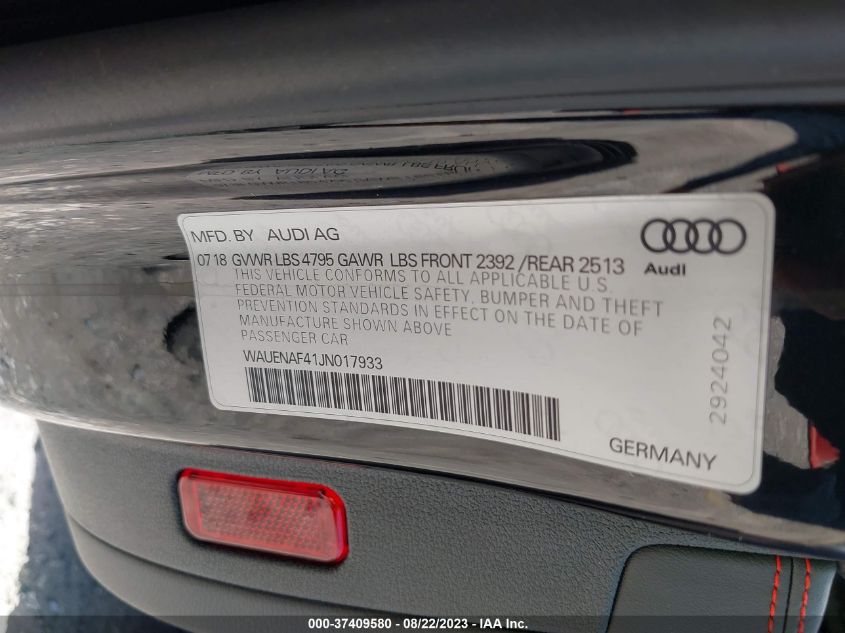 MFD. BY AUDI AG
07 18 GVWR LBS 4795 GAWR LBS FRONT 2392 /REAR 2513
THIS VEHICLE CONFORMS TO ALL APPLICABLE U.S.
FEDERAL MOTOR VEHICLE SAFETY, BUMPER AND THEFT
PREVENTION STANDARDS IN EFFECT ON THE DATE OF
MANUFACTURE SHOWN ABOVE
PASSENGER CAR
WAUENAF41JN017933
Audi
2924042
GERMANY
000-37409580 - 08/22/2023 - IAAI.com